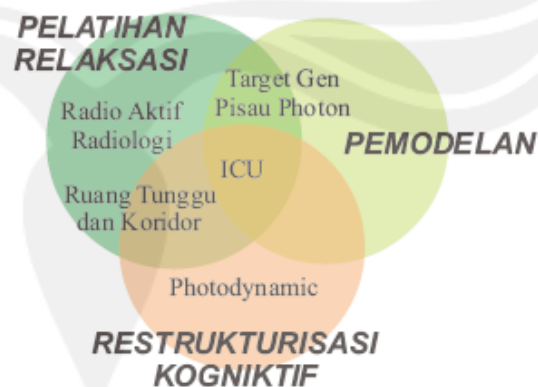 PELATIHAN
RELAKSASI
Target Gen
Pisau Photon
Radio Aktif
Radiologi
PEMODELAN
ICU
Ruang Tunggu
dan Koridor
Photodynamic
RESTRUKTURISASI
KOGNIKTIF